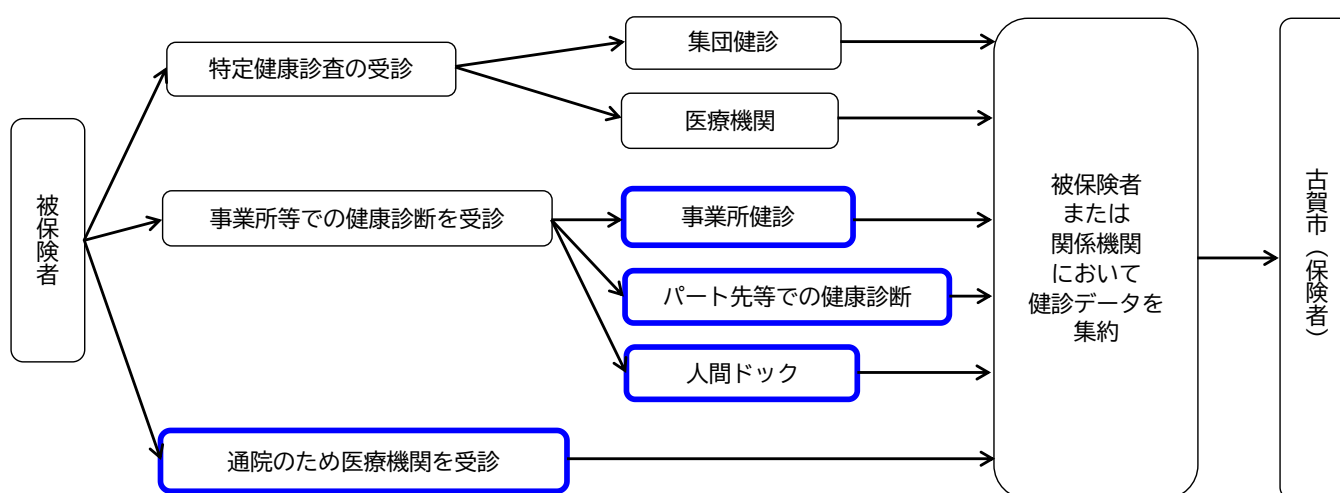 被保険者
特定健康診査の受診
集団健診
医療機関
事業所等での健康診断を受診
事業所健診
パート先等での健康診断
人間ドック
通院のため医療機関を受診
被保険者
または
関係機関
において
健診データを
集約
古賀市（保険者）